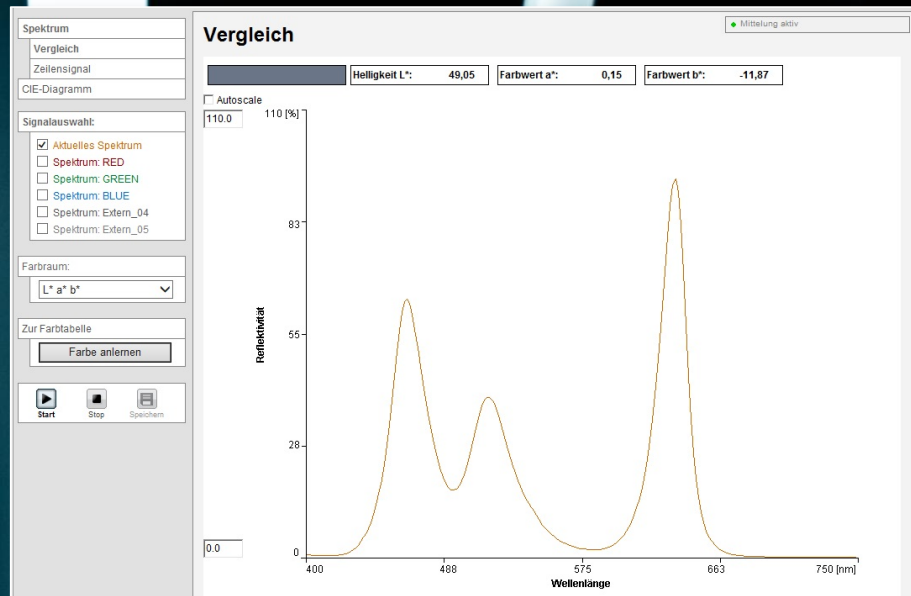 Spektrum
Vergleich
Zeilensignal
CIE-Diagramm
Signalauswahl:
Aktuelles Spektrum
Spektrum: RED
Spektrum: GREEN
Spektrum: BLUE
Spektrum: Extern_04
Spektrum: Extern_05
Farbraum:
L* a* b*
Zur Farbtabelle
Farbe anlernen
Start Stop Speichern
Vergleich
Mittelung aktiv
Helligkeit L*: 49,05 Farbwert a*: 0,15 Farbwert b*: -11,87
Autoscale
110.0
110 [%]
83
55
28
0
0.0
Reflektivität
400 488 575 663 750 [nm]
Wellenlänge